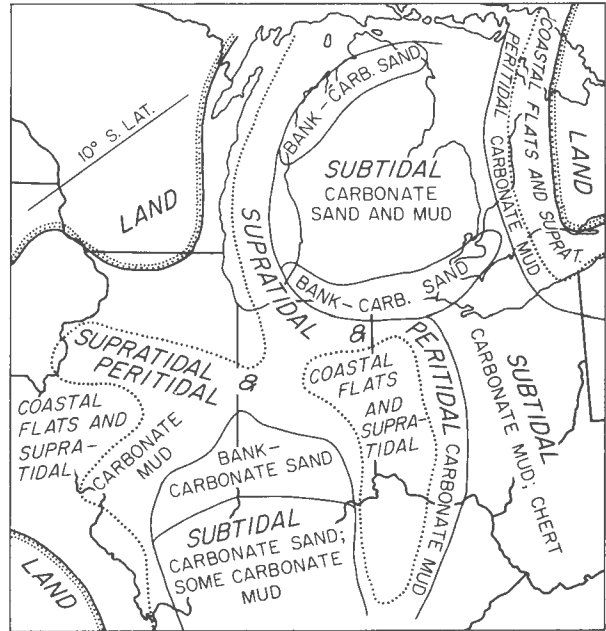 BANK-CARB. SAND
PERITIDAL CARBONATE MUD
COASTAL FLATS AND SUPRAT.
10° S. LAT.
LAND
LAND
SUBTIDAL
CARBONATE
SAND AND MUD
SUPRATIDAL
BANK-CARB. SAND
&
SUPRATIDAL
PERITIDAL
&
COASTAL
FLATS AND
SUPRA-
TIDAL
CARBONATE
MUD
COASTAL
FLATS
AND
SUPRA-
TIDAL
PERITIDAL CARBONATE MUD
SUBTIDAL
CARBONATE MUD; CHERT
BANK-
CARBONATE SAND
SUBTIDAL
CARBONATE SAND;
SOME CARBONATE
MUD
LAND